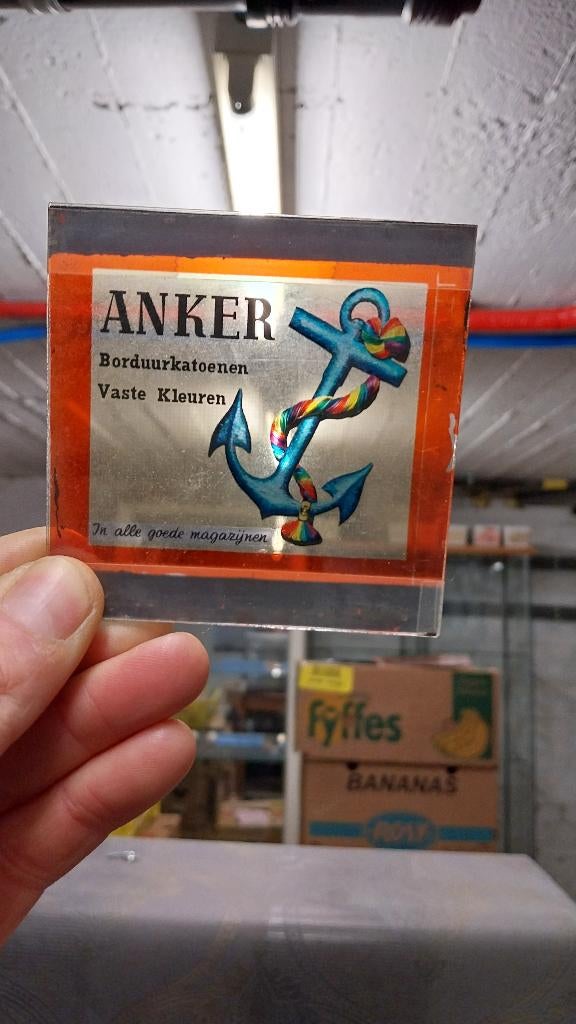 ANKER
Borduurkatoenen
Vaste Kleuren
In alle goede magazijnen
fyffes
BANANAS